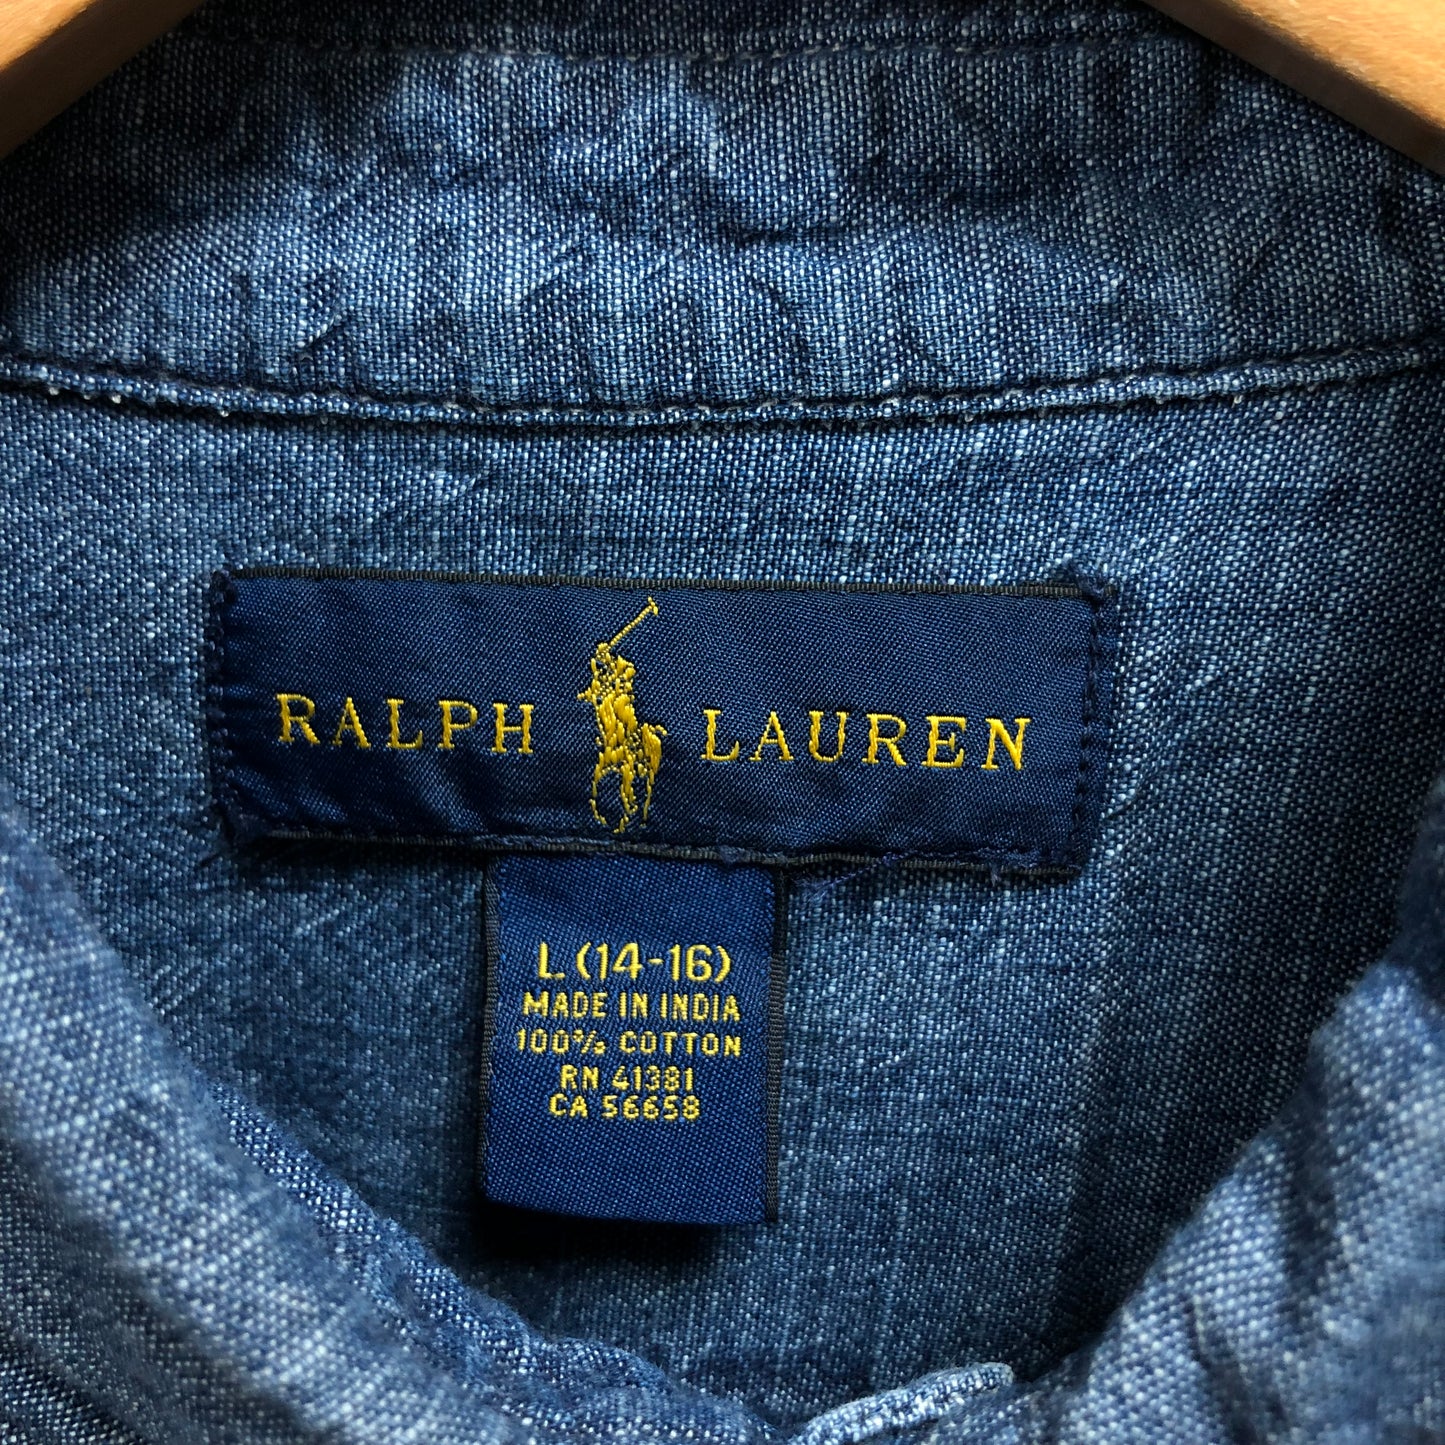 RALPH LAUREN
L (14-16)
MADE IN INDIA
100% COTTON
RN 41381
CA 56658